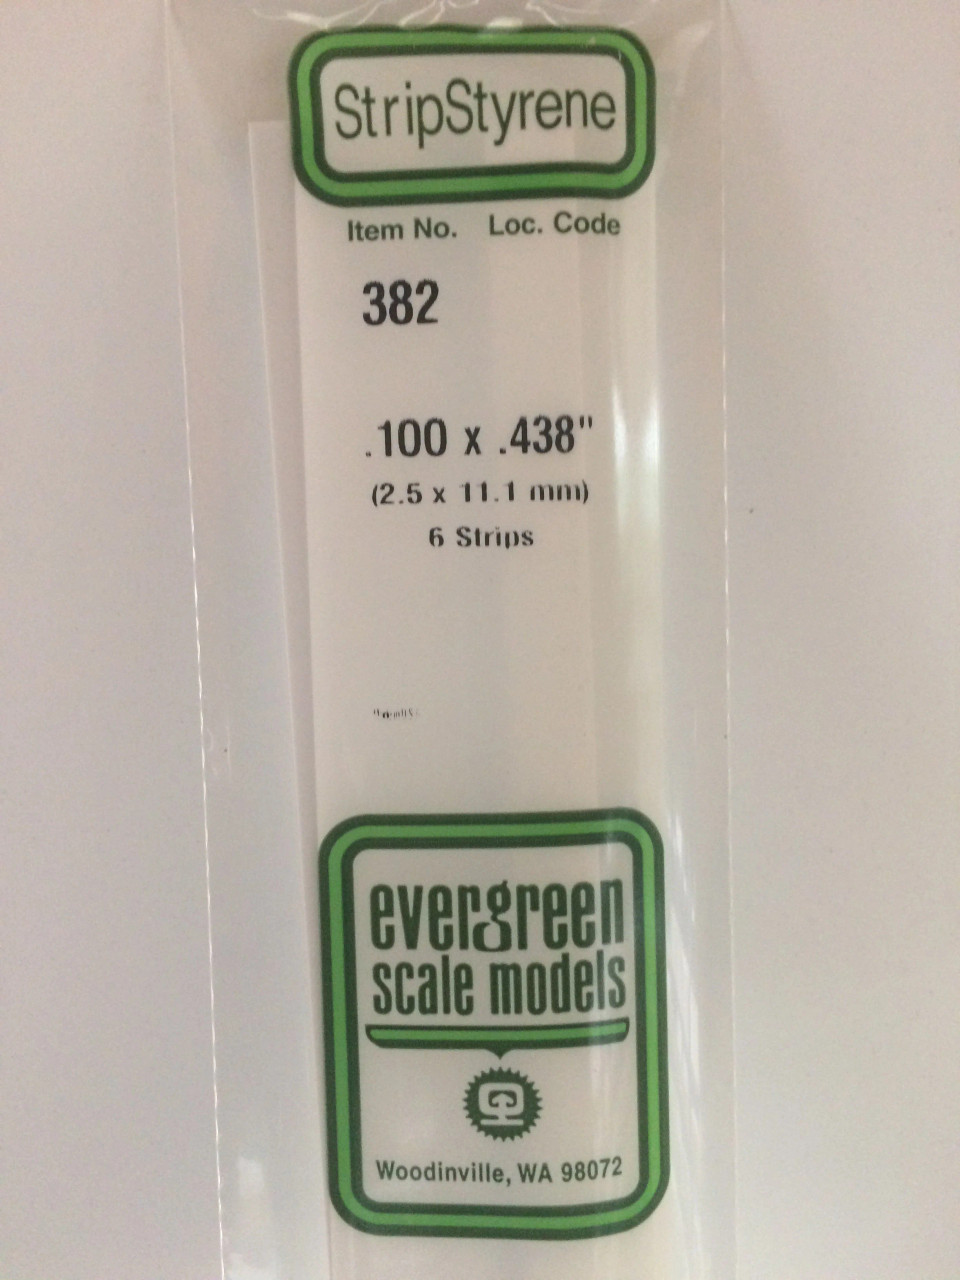 StripStyrene
Item No. Loc. Code
382
.100 x .438"
(2.5 x 11.1 mm)
6 Strips
evergreen
scale models
Woodinville, WA 98072